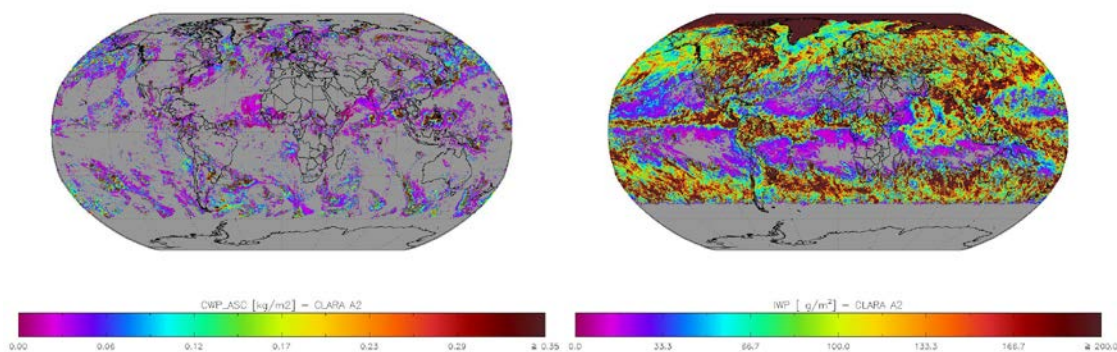 CWP_ASC [kg/m2] – CLARA A2
0.00 0.06 0.12 0.17 0.23 0.29 ≥ 0.35
IWP [ g/m²] – CLARA A2
0.0 33.3 66.7 100.0 133.3 166.7 ≥ 200.0